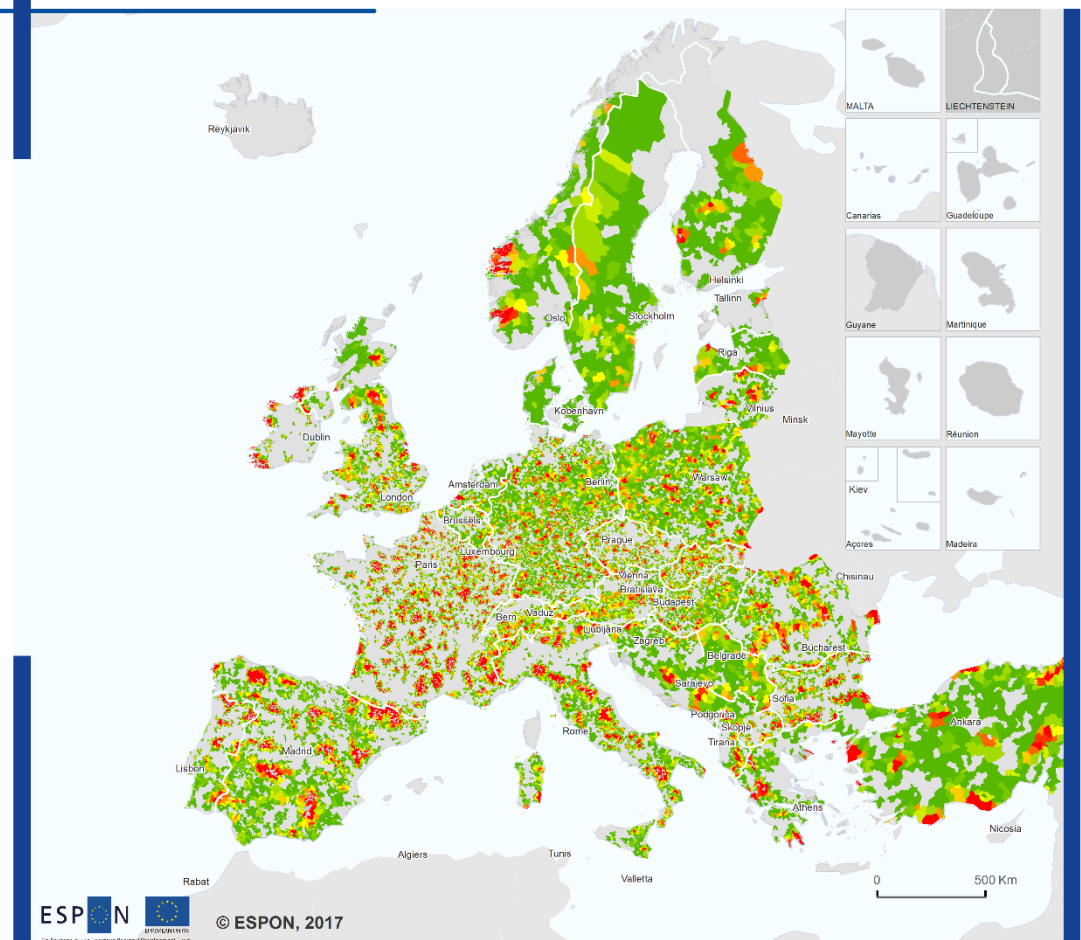 MALTA
LIECHTENSTEIN
Reykjavik
Canarias
Guadeloupe
Helsinki
Tallinn
Oslo
Stockholm
Guyane
Martinique
Riga
København
Vilnius
Minsk
Mayotte
Réunion
Dublin
Amsterdam
Berlin
Warsaw
London
Kiev
Brussels
Prague
Açores
Madeira
Luxembourg
Paris
Vienna
Chisinau
Bratislava
Budapest
Bern
Vaduz
Ljubljana
Zagreb
Bucharest
Belgrade
Sarajevo
Sofia
Podgorica
Skopje
Ankara
Rome
Tirana
Madrid
Lisbon
Athens
Nicosia
Algiers
Tunis
Rabat
Valletta
0 500 Km
ESPON
EUROPEAN UNION
© ESPON, 2017